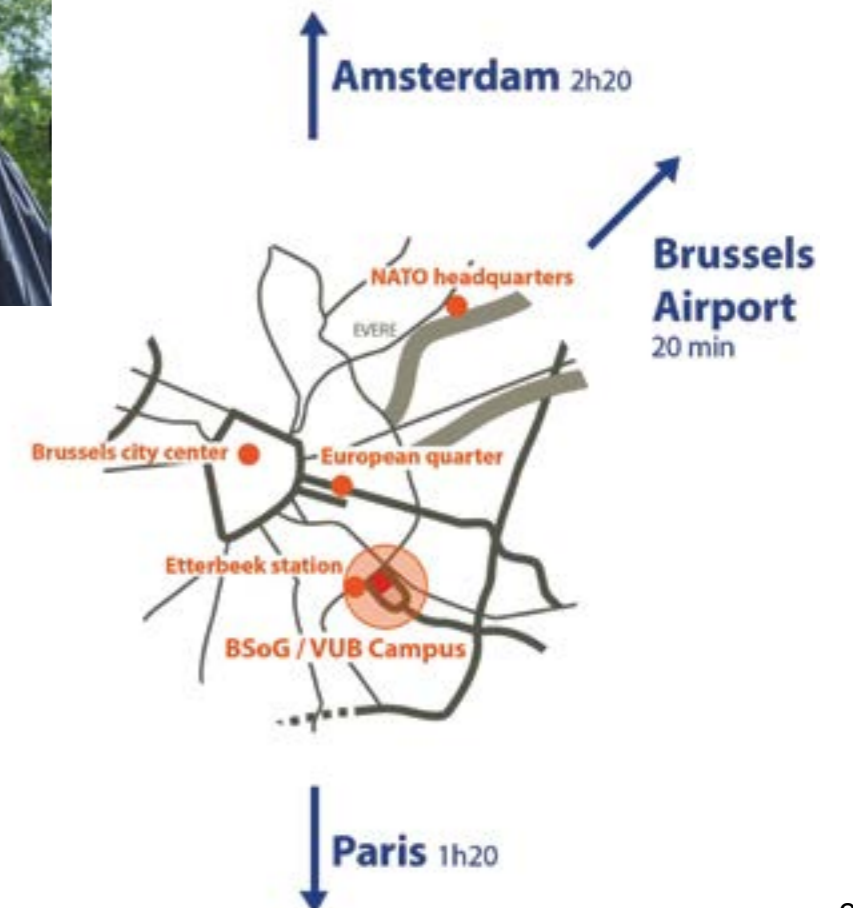 Amsterdam 2h20
Brussels
Airport
20 min
NATO headquarters
EVERE
Brussels city center
European quarter
Etterbeek station
BSoG / VUB Campus
Paris 1h20